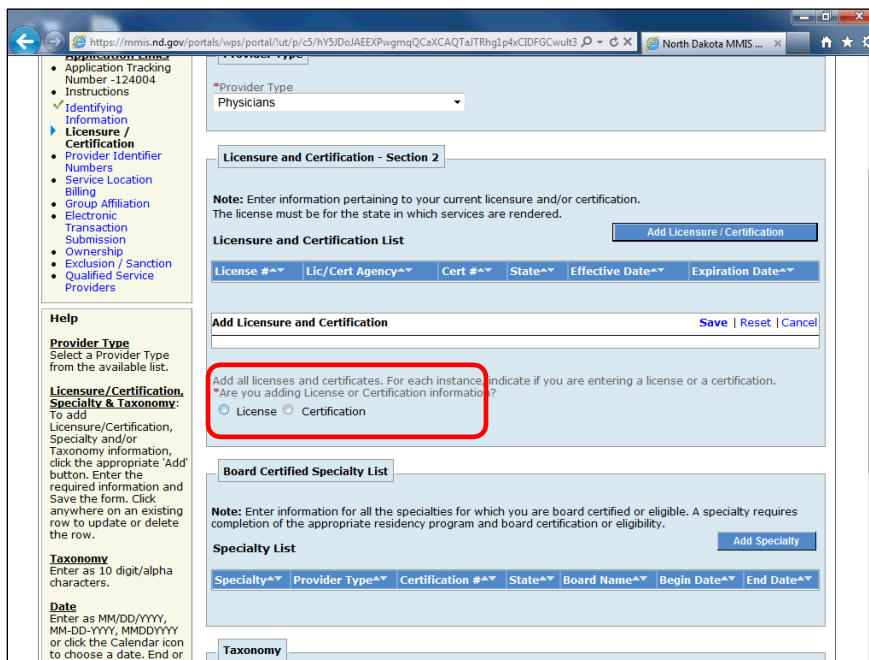 https://mmis.nd.gov/portals/wps/portal/!ut/p/c5/hY5JDoJAEEXPwgmqQCaXCAQTaJTRhg1p4xCIDFGCwult3
North Dakota MMIS ...
Application Links
Application Tracking
Number -124004
Instructions
Identifying
Information
Licensure /
Certification
Provider Identifier
Numbers
Service Location
Billing
Group Affiliation
Electronic
Transaction
Submission
Ownership
Exclusion / Sanction
Qualified Service
Providers
Help
Provider Type
Select a Provider Type
from the available list.
Licensure/Certification,
Specialty & Taxonomy:
To add
Licensure/Certification,
Specialty and/or
Taxonomy information,
click the appropriate 'Add'
button. Enter the
required information and
Save the form. Click
anywhere on an existing
row to update or delete
the row.
Taxonomy
Enter as 10 digit/alpha
characters.
Date
Enter as MM/DD/YYYY,
MM-DD-YYYY, MMDDYYYY
or click the Calendar icon
to choose a date. End or
Provider Type
*Provider Type
Physicians
Licensure and Certification - Section 2
Note: Enter information pertaining to your current licensure and/or certification.
The license must be for the state in which services are rendered.
Add Licensure / Certification
Licensure and Certification List
License # Lic/Cert Agency Cert # State Effective Date Expiration Date
Add Licensure and Certification Save | Reset | Cancel
Add all licenses and certificates. For each instance, indicate if you are entering a license or a certification.
*Are you adding License or Certification information?
License Certification
Board Certified Specialty List
Note: Enter information for all the specialties for which you are board certified or eligible. A specialty requires
completion of the appropriate residency program and board certification or eligibility.
Add Specialty
Specialty List
Specialty Provider Type Certification # State Board Name Begin Date End Date
Taxonomy